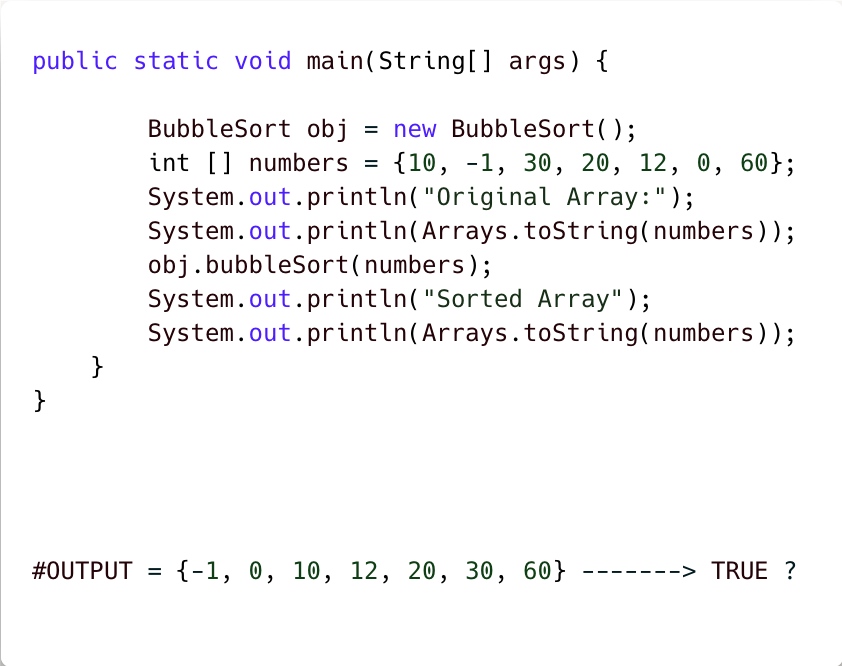 public static void main(String[] args) {
BubbleSort obj = new BubbleSort();
int [] numbers = {10, -1, 30, 20, 12, 0, 60};
System.out.println("Original Array:");
System.out.println(Arrays.toString(numbers));
obj.bubbleSort(numbers);
System.out.println("Sorted Array");
System.out.println(Arrays.toString(numbers));
}
}
#OUTPUT = {-1, 0, 10, 12, 20, 30, 60} -------> TRUE ?